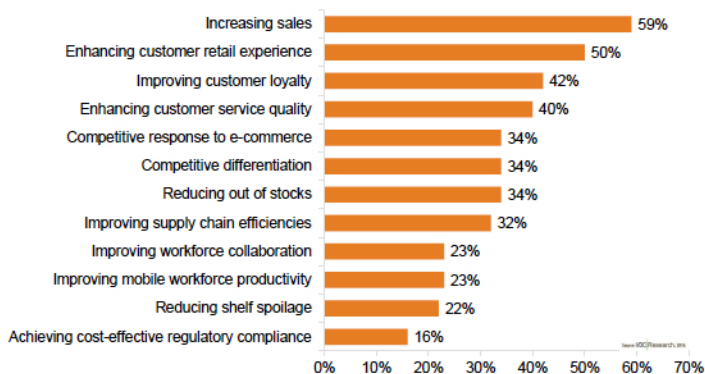 Increasing sales 59%
Enhancing customer retail experience 50%
Improving customer loyalty 42%
Enhancing customer service quality 40%
Competitive response to e-commerce 34%
Competitive differentiation 34%
Reducing out of stocks 34%
Improving supply chain efficiencies 32%
Improving workforce collaboration 23%
Improving mobile workforce productivity 23%
Reducing shelf spoilage 22%
Achieving cost-effective regulatory compliance 16%
Research
0% 10% 20% 30% 40% 50% 60% 70%